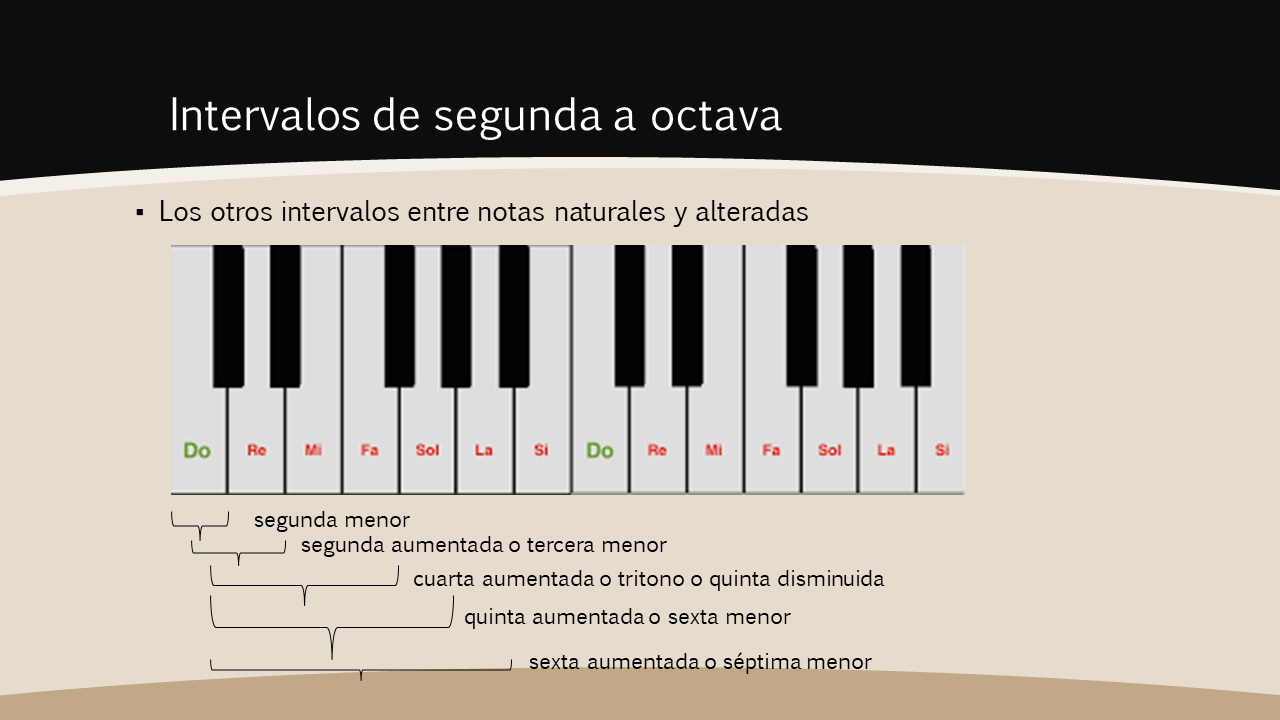 Intervalos de segunda a octava
▪ Los otros intervalos entre notas naturales y alteradas
Do Re Mi Fa Sol La Si Do Re Mi Fa Sol La Si
segunda menor
segunda aumentada o tercera menor
cuarta aumentada o tritono o quinta disminuida
quinta aumentada o sexta menor
sexta aumentada o séptima menor